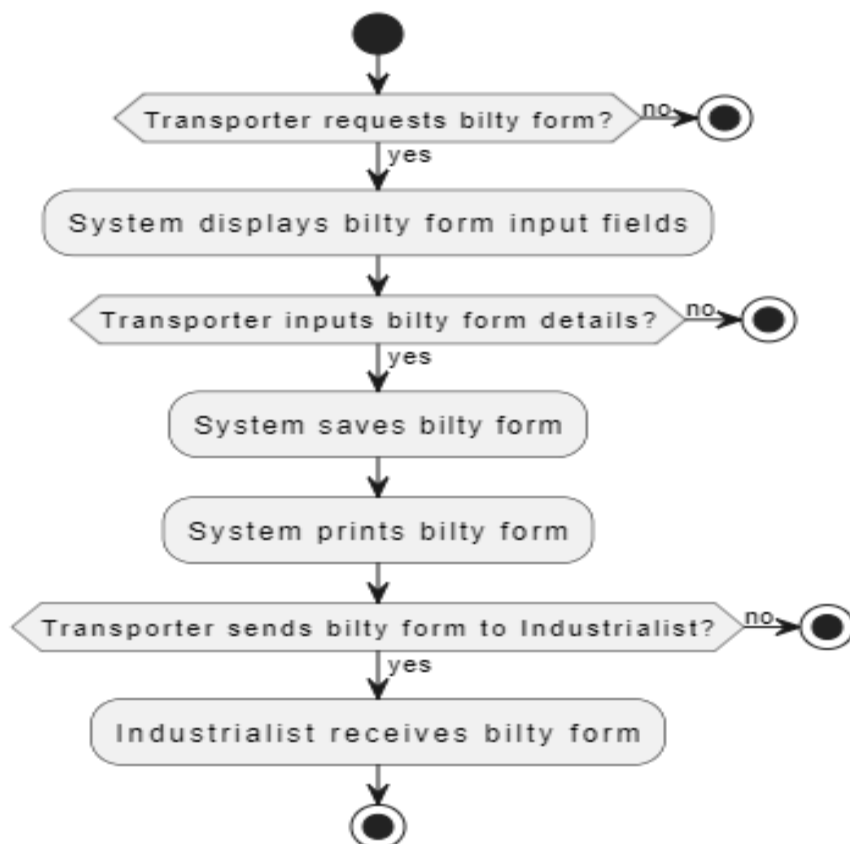 Transporter requests bilty form?
no
yes
System displays bilty form input fields
Transporter inputs bilty form details?
no
yes
System saves bilty form
System prints bilty form
Transporter sends bilty form to Industrialist?
no
yes
Industrialist receives bilty form